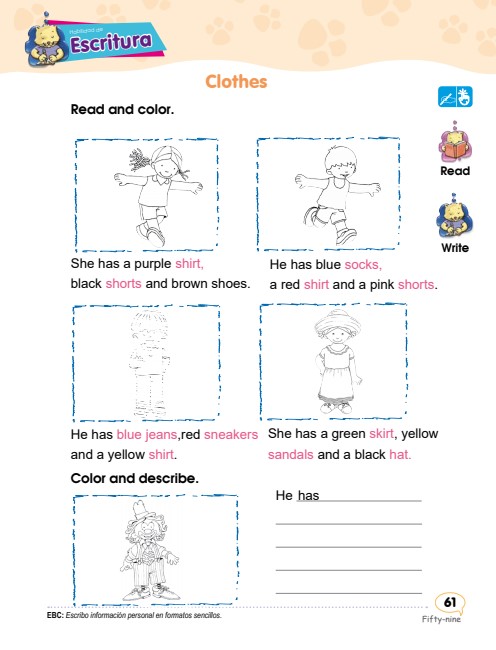 Habilidad de
Escritura
Clothes
Read and color.
Read
Write
She has a purple shirt,
black shorts and brown shoes.
He has blue socks,
a red shirt and a pink shorts.
He has blue jeans,red sneakers
and a yellow shirt.
She has a green skirt, yellow
sandals and a black hat.
Color and describe.
He has
61
Fifty-nine
EBC: Escribo información personal en formatos sencillos.